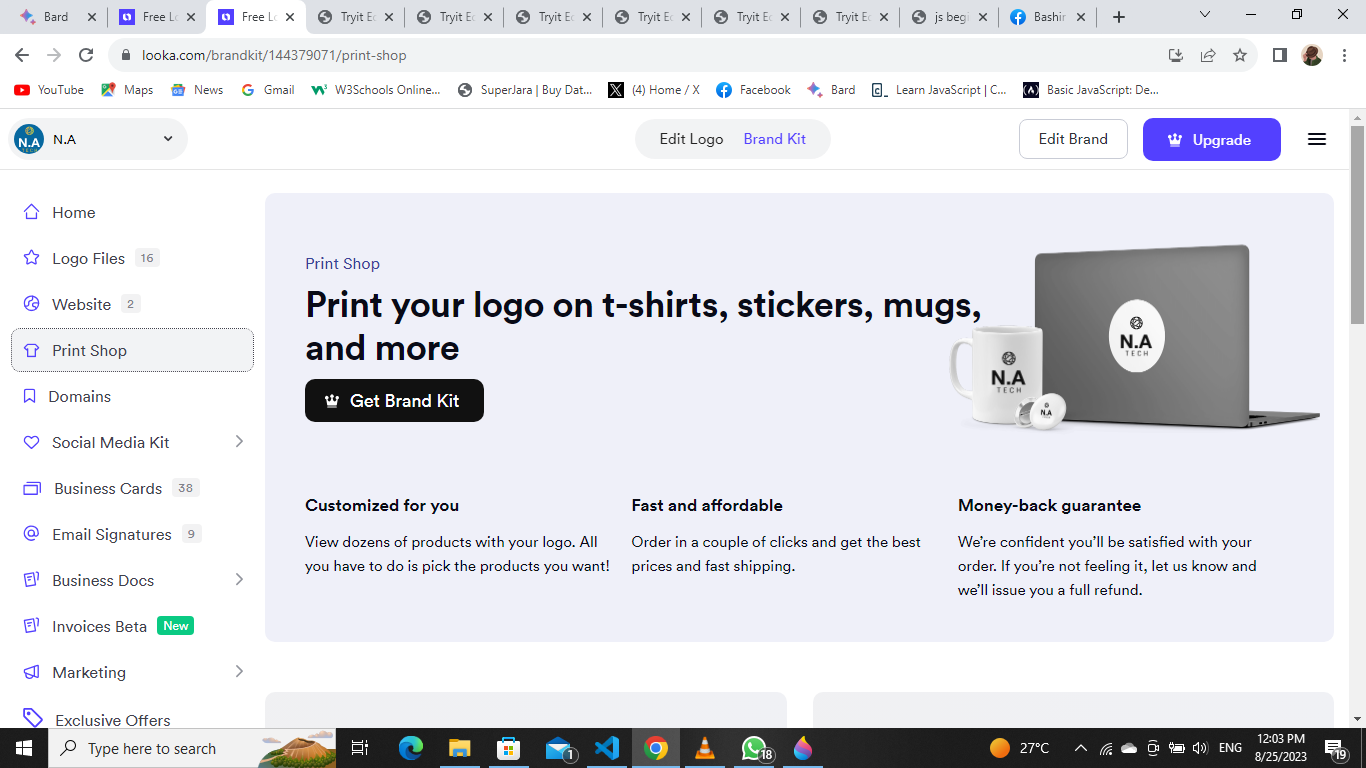 Bard
Free Lo
Free Lo
Tryit Ed
Tryit Ed
Tryit Ed
Tryit Ed
Tryit Ed
Tryit Ed
js begi
Bashir
looka.com/brandkit/144379071/print-shop
YouTube
Maps
News
Gmail
W3Schools Online...
SuperJara | Buy Dat...
(4) Home / X
Facebook
Bard
Learn JavaScript | C...
Basic JavaScript: De...
N.A
TECH
N.A
Edit Logo
Brand Kit
Edit Brand
Upgrade
Home
Logo Files 16
Website 2
Print Shop
Domains
Social Media Kit
Business Cards 38
Email Signatures 9
Business Docs
Invoices Beta New
Marketing
Exclusive Offers
Print Shop
Print your logo on t-shirts, stickers, mugs,
and more
Get Brand Kit
N.A
TECH
N.A
TECH
N.A
Customized for you
View dozens of products with your logo. All
you have to do is pick the products you want!
Fast and affordable
Order in a couple of clicks and get the best
prices and fast shipping.
Money-back guarantee
We're confident you'll be satisfied with your
order. If you're not feeling it, let us know and
we'll issue you a full refund.
Type here to search
1
18
27°C
ENG
12:03 PM
8/25/2023
19